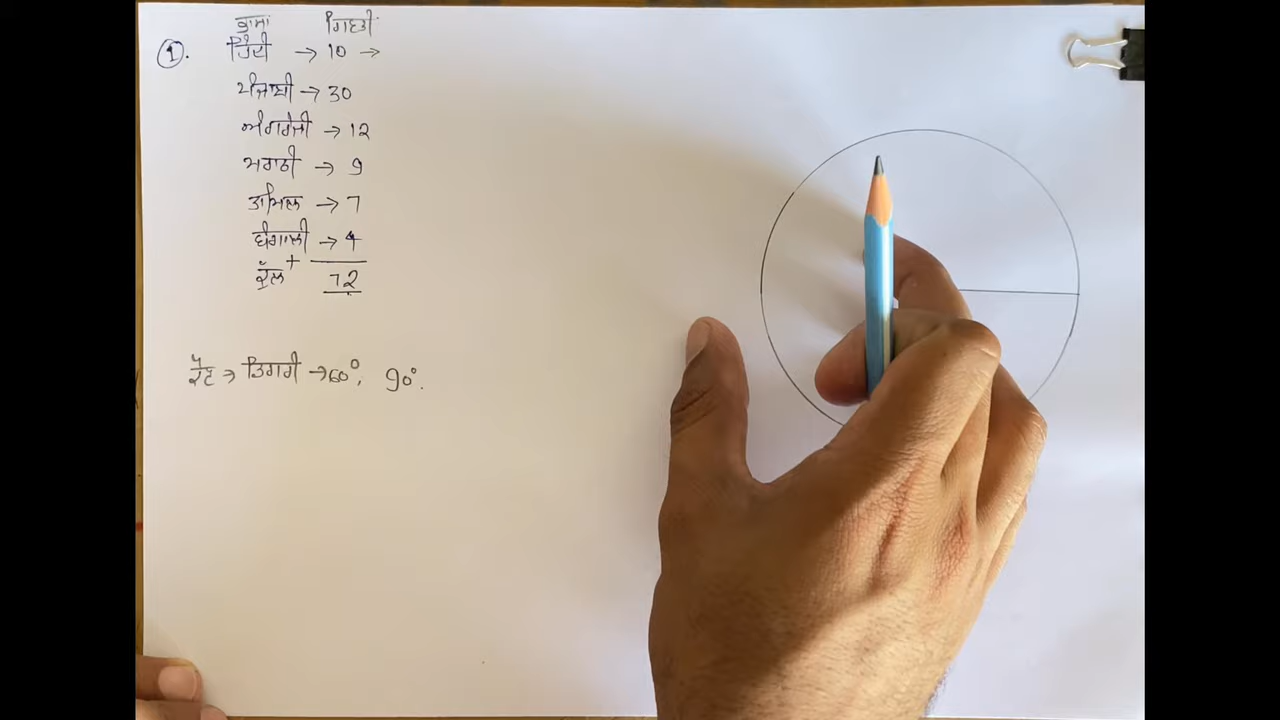 ਭਾਸ਼ਾ ਗਿਣਤੀ
①. ਹਿੰਦੀ → 10 →
ਪੰਜਾਬੀ → 30
ਅੰਗਰੇਜੀ → 12
ਮਰਾਠੀ → 9
ਤਾਮਿਲ → 7
ਬੰਗਾਲੀ → 4
ਕੁੱਲ + 72
ਕੋਣ → ਡਿਗਰੀ → 60°, 90°.